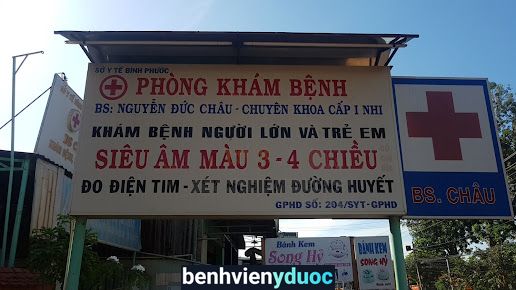 SỞ Y TẾ BÌNH PHƯỚC
PHÒNG KHÁM BỆNH
BS: NGUYỄN ĐỨC CHÂU - CHUYÊN KHOA CẤP I NHI
KHÁM BỆNH NGƯỜI LỚN VÀ TRẺ EM
SIÊU ÂM MÀU 3 - 4 CHIỀU
ĐO ĐIỆN TIM - XÉT NGHIỆM ĐƯỜNG HUYẾT
GPHĐ SỐ: 204/SYT-GPHĐ
BS. CHÂU
Bánh Kem
Song Hỷ
BÁNH KEM
SONG HỶ
benhvienyduoc